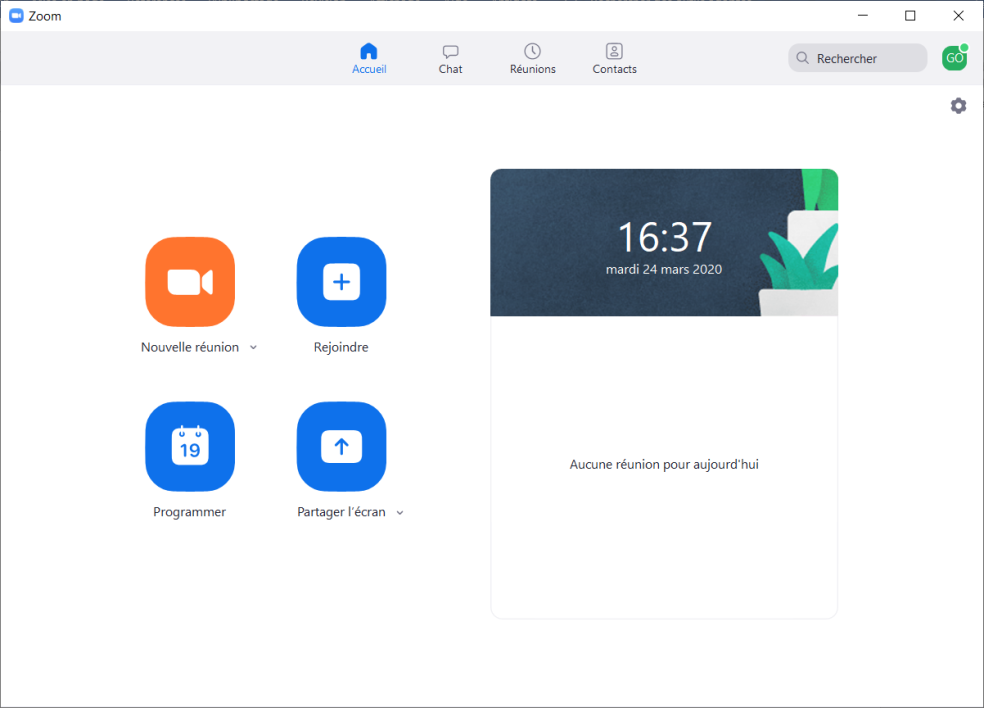 Zoom
Accueil
Chat
Réunions
Contacts
Rechercher
GO
16:37
mardi 24 mars 2020
Nouvelle réunion
Rejoindre
19
Programmer
Partager l'écran
Aucune réunion pour aujourd'hui